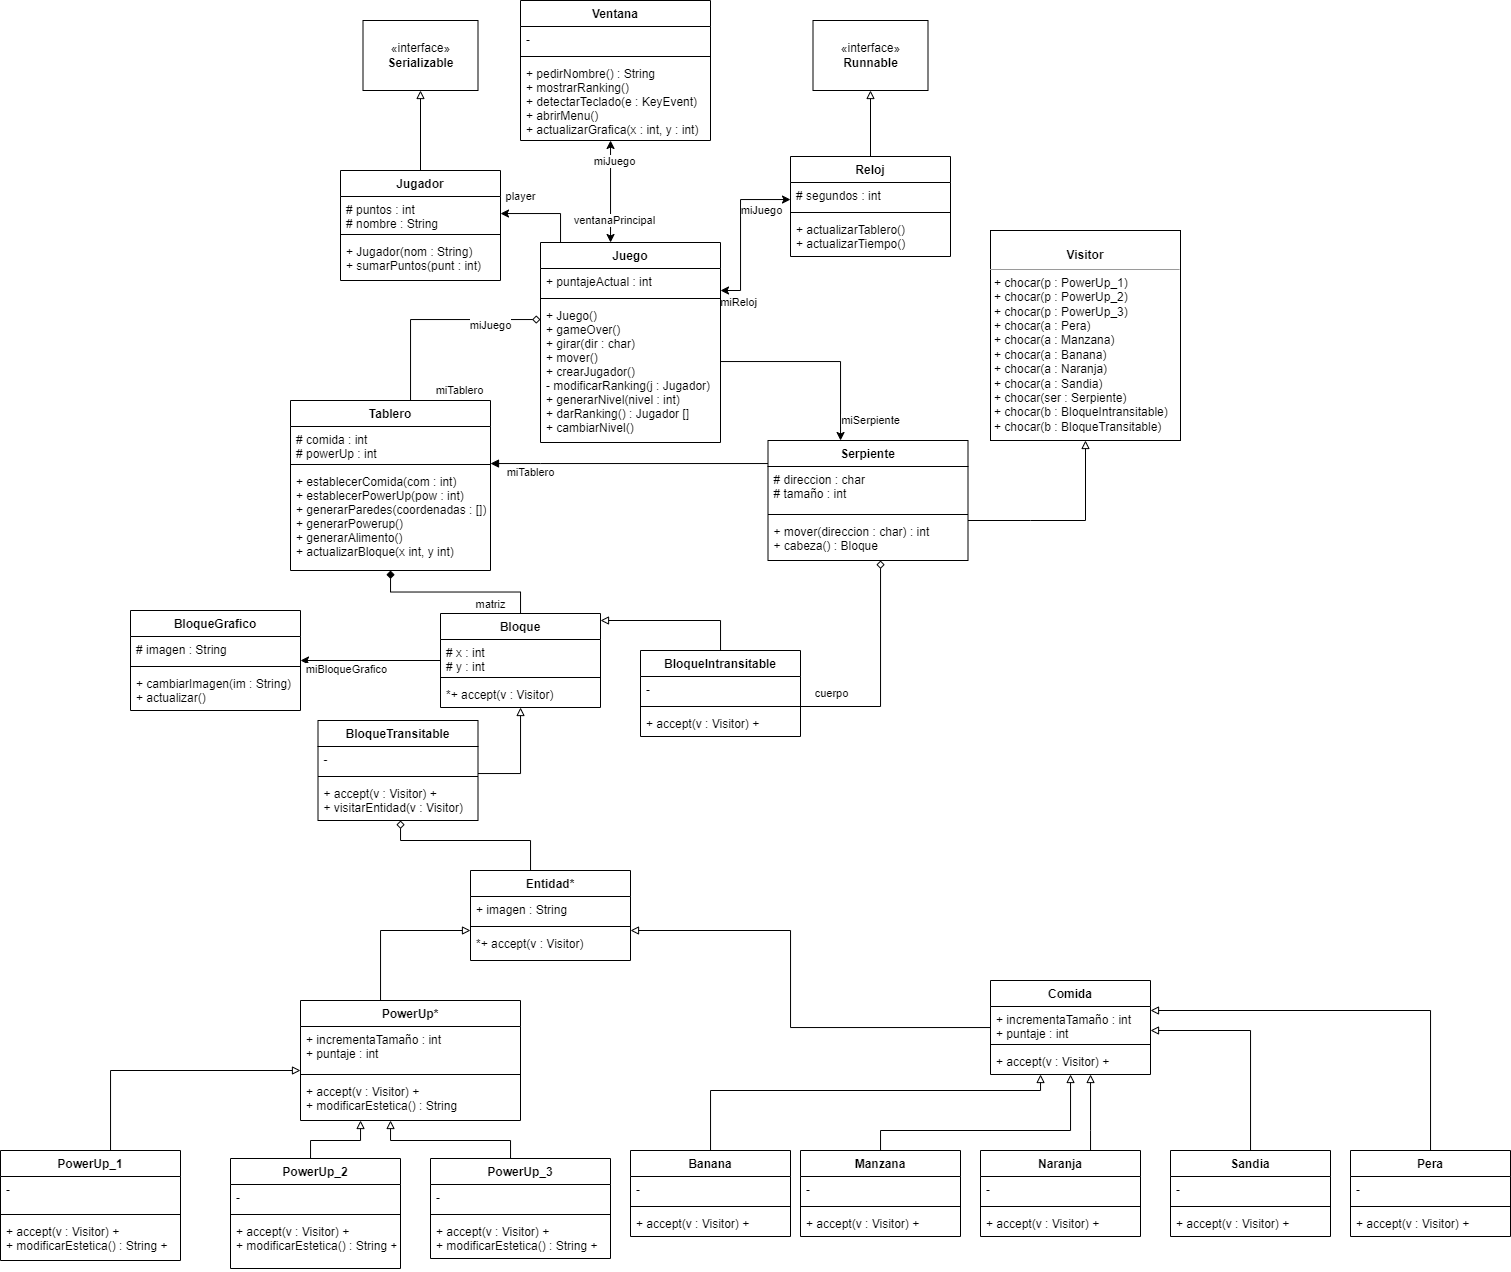 «interface»
Serializable
Ventana
-
+ pedirNombre() : String
+ mostrarRanking()
+ detectarTeclado(e : KeyEvent)
+ abrirMenu()
+ actualizarGrafica(x : int, y : int)
«interface»
Runnable
miJuego
ventanaPrincipal
Jugador
# puntos : int
# nombre : String
+ Jugador(nom : String)
+ sumarPuntos(punt : int)
player
Reloj
# segundos : int
+ actualizarTablero()
+ actualizarTiempo()
miJuego
miReloj
Juego
+ puntajeActual : int
+ Juego()
+ gameOver()
+ girar(dir : char)
+ mover()
+ crearJugador()
- modificarRanking(j : Jugador)
+ generarNivel(nivel : int)
+ darRanking() : Jugador []
+ cambiarNivel()
Visitor
+ chocar(p : PowerUp_1)
+ chocar(p : PowerUp_2)
+ chocar(p : PowerUp_3)
+ chocar(a : Pera)
+ chocar(a : Manzana)
+ chocar(a : Banana)
+ chocar(a : Naranja)
+ chocar(a : Sandia)
+ chocar(ser : Serpiente)
+ chocar(b : BloqueIntransitable)
+ chocar(b : BloqueTransitable)
miJuego
miTablero
miSerpiente
Tablero
# comida : int
# powerUp : int
+ establecerComida(com : int)
+ establecerPowerUp(pow : int)
+ generarParedes(coordenadas : [])
+ generarPowerup()
+ generarAlimento()
+ actualizarBloque(x int, y int)
miTablero
Serpiente
# direccion : char
# tamaño : int
+ mover(direccion : char) : int
+ cabeza() : Bloque
matriz
cuerpo
BloqueGrafico
# imagen : String
+ cambiarImagen(im : String)
+ actualizar()
miBloqueGrafico
Bloque
# x : int
# y : int
*+ accept(v : Visitor)
BloqueIntransitable
-
+ accept(v : Visitor) +
BloqueTransitable
-
+ accept(v : Visitor) +
+ visitarEntidad(v : Visitor)
Entidad*
+ imagen : String
*+ accept(v : Visitor)
PowerUp*
+ incrementaTamaño : int
+ puntaje : int
+ accept(v : Visitor) +
+ modificarEstetica() : String
Comida
+ incrementaTamaño : int
+ puntaje : int
+ accept(v : Visitor) +
PowerUp_1
-
+ accept(v : Visitor) +
+ modificarEstetica() : String +
PowerUp_2
-
+ accept(v : Visitor) +
+ modificarEstetica() : String +
PowerUp_3
-
+ accept(v : Visitor) +
+ modificarEstetica() : String +
Banana
-
+ accept(v : Visitor) +
Manzana
-
+ accept(v : Visitor) +
Naranja
-
+ accept(v : Visitor) +
Sandia
-
+ accept(v : Visitor) +
Pera
-
+ accept(v : Visitor) +